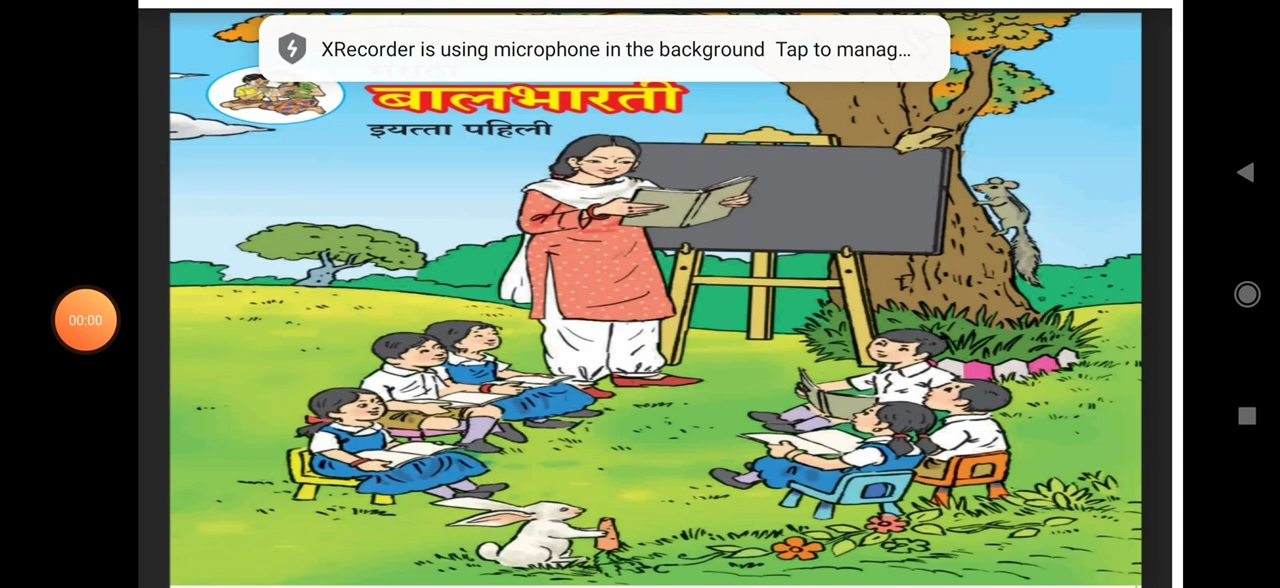 XRecorder is using microphone in the background Tap to manag...
बालभारती
इयत्ता पहिली
00:00